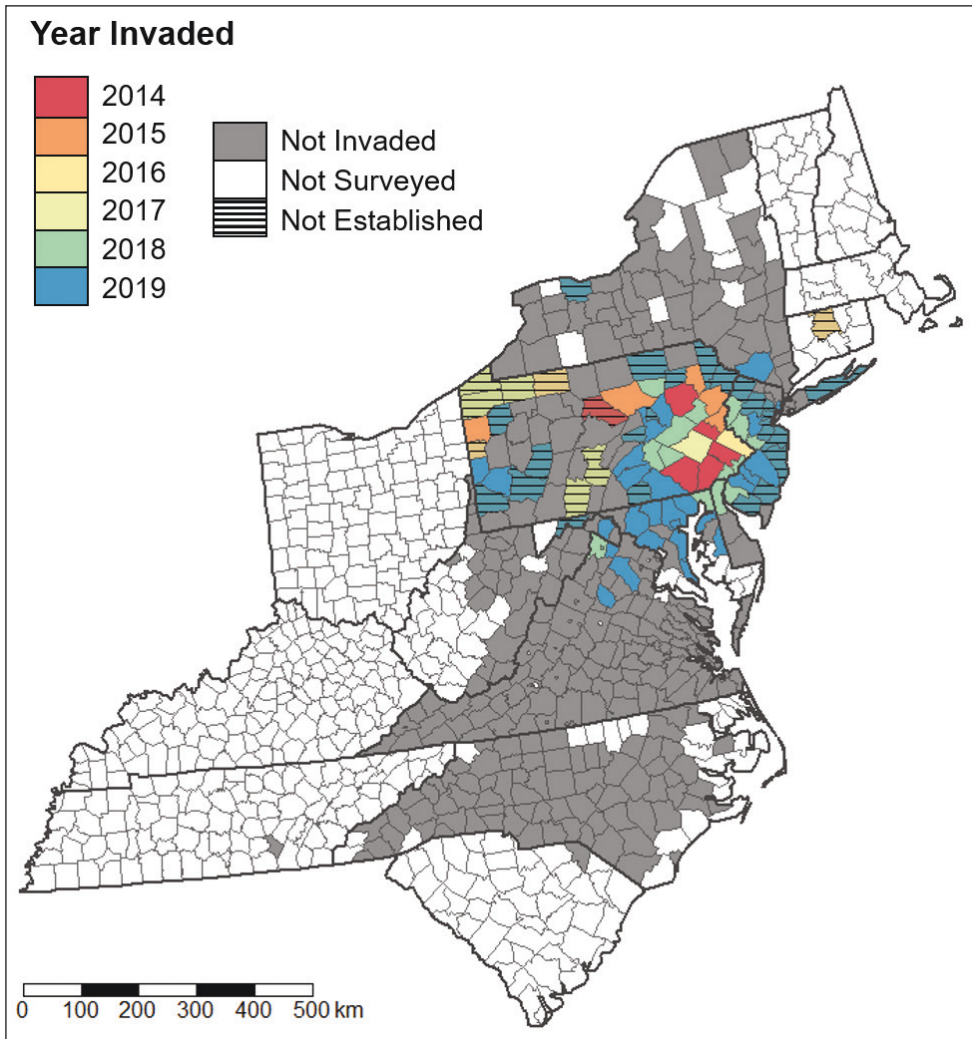 Year Invaded
2014
2015
2016
2017
2018
2019
Not Invaded
Not Surveyed
Not Established
0 100 200 300 400 500 km